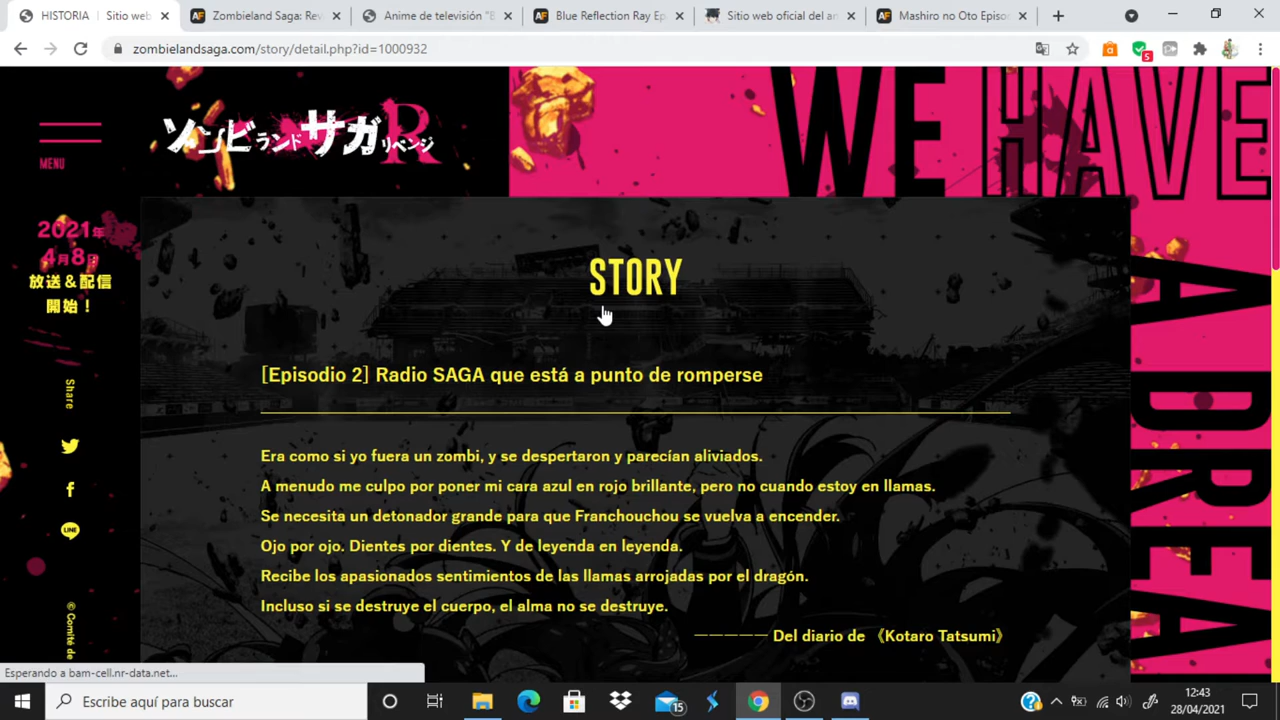 HISTORIA | Sitio web
Zombieland Saga: Rev
Anime de televisión "B
Blue Reflection Ray Ep
Sitio web oficial del an
Mashiro no Oto Episo
zombielandsaga.com/story/detail.php?id=1000932
5
MENU
ゾンビランドサガR
リベンジ
WE HAVE
A DREA
2021年
4月8日
放送&配信
開始!
Share
© Comité de
STORY
[Episodio 2] Radio SAGA que está a punto de romperse
Era como si yo fuera un zombi, y se despertaron y parecían aliviados.
A menudo me culpo por poner mi cara azul en rojo brillante, pero no cuando estoy en llamas.
Se necesita un detonador grande para que Franchouchou se vuelva a encender.
Ojo por ojo. Dientes por dientes. Y de leyenda en leyenda.
Recibe los apasionados sentimientos de las llamas arrojadas por el dragón.
Incluso si se destruye el cuerpo, el alma no se destruye.
————— Del diario de 《Kotaro Tatsumi》
Esperando a bam-cell.nr-data.net...
Escribe aquí para buscar
15
12:43
28/04/2021